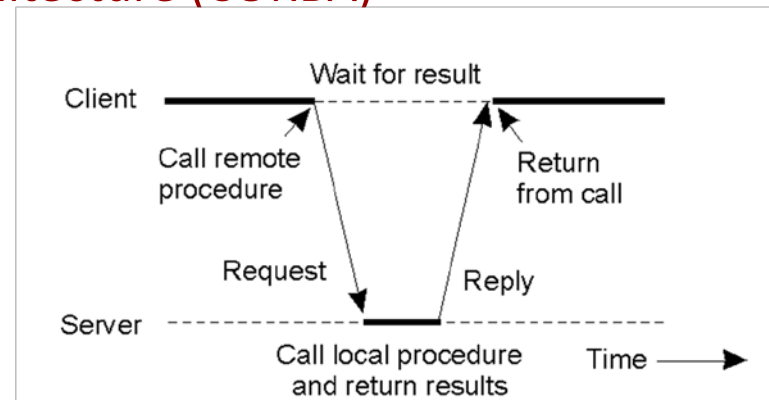 (CORBA)
Wait for result
Client
Call remote
procedure
Return
from call
Request
Reply
Server
Call local procedure
and return results
Time